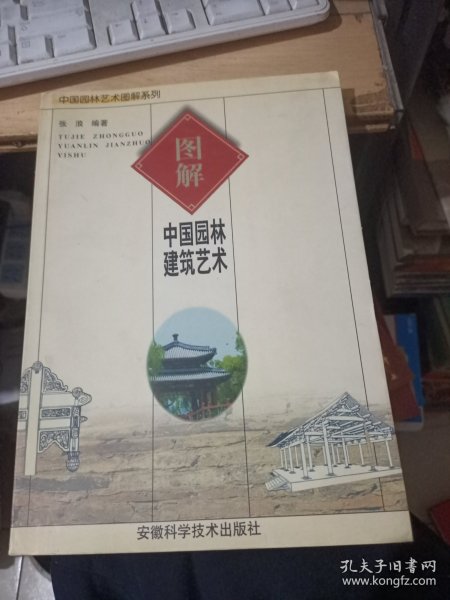 中国园林艺术图解系列
张浪 编著
TUJIE ZHONGGUO
YUANLIN JIANZHUO
YISHU
图解
中国园林
建筑艺术
安徽科学技术出版社
孔夫子旧书网
www.kongfz.com